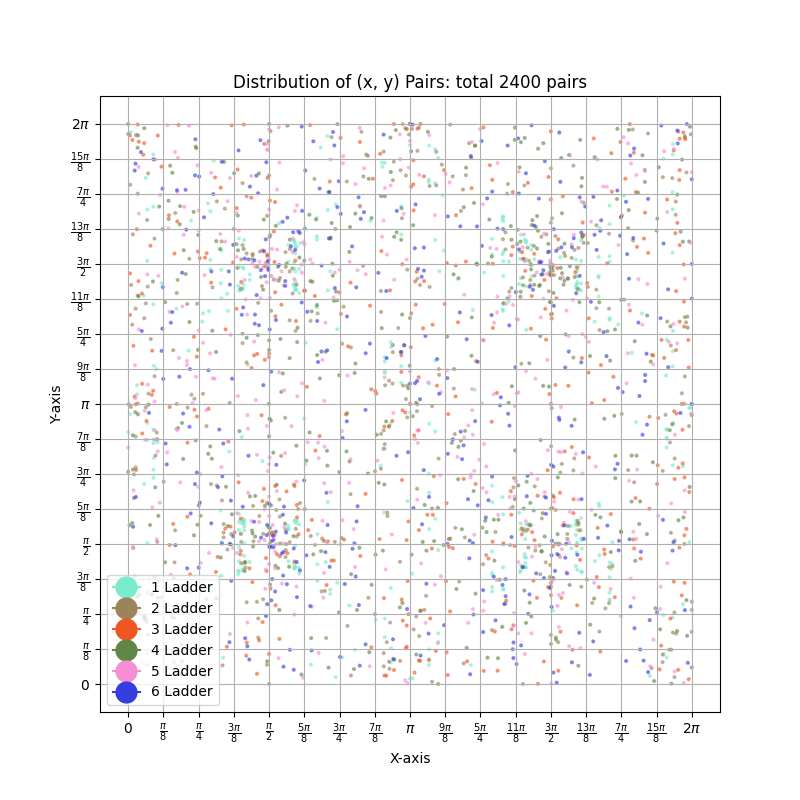 Distribution of (x, y) Pairs: total 2400 pairs
Y-axis
2π
15π/8
7π/4
13π/8
3π/2
11π/8
5π/4
9π/8
π
7π/8
3π/4
5π/8
π/2
3π/8
π/4
π/8
0
1 Ladder
2 Ladder
3 Ladder
4 Ladder
5 Ladder
6 Ladder
0 π/8 π/4 3π/8 π/2 5π/8 3π/4 7π/8 π 9π/8 5π/4 11π/8 3π/2 13π/8 7π/4 15π/8 2π
X-axis